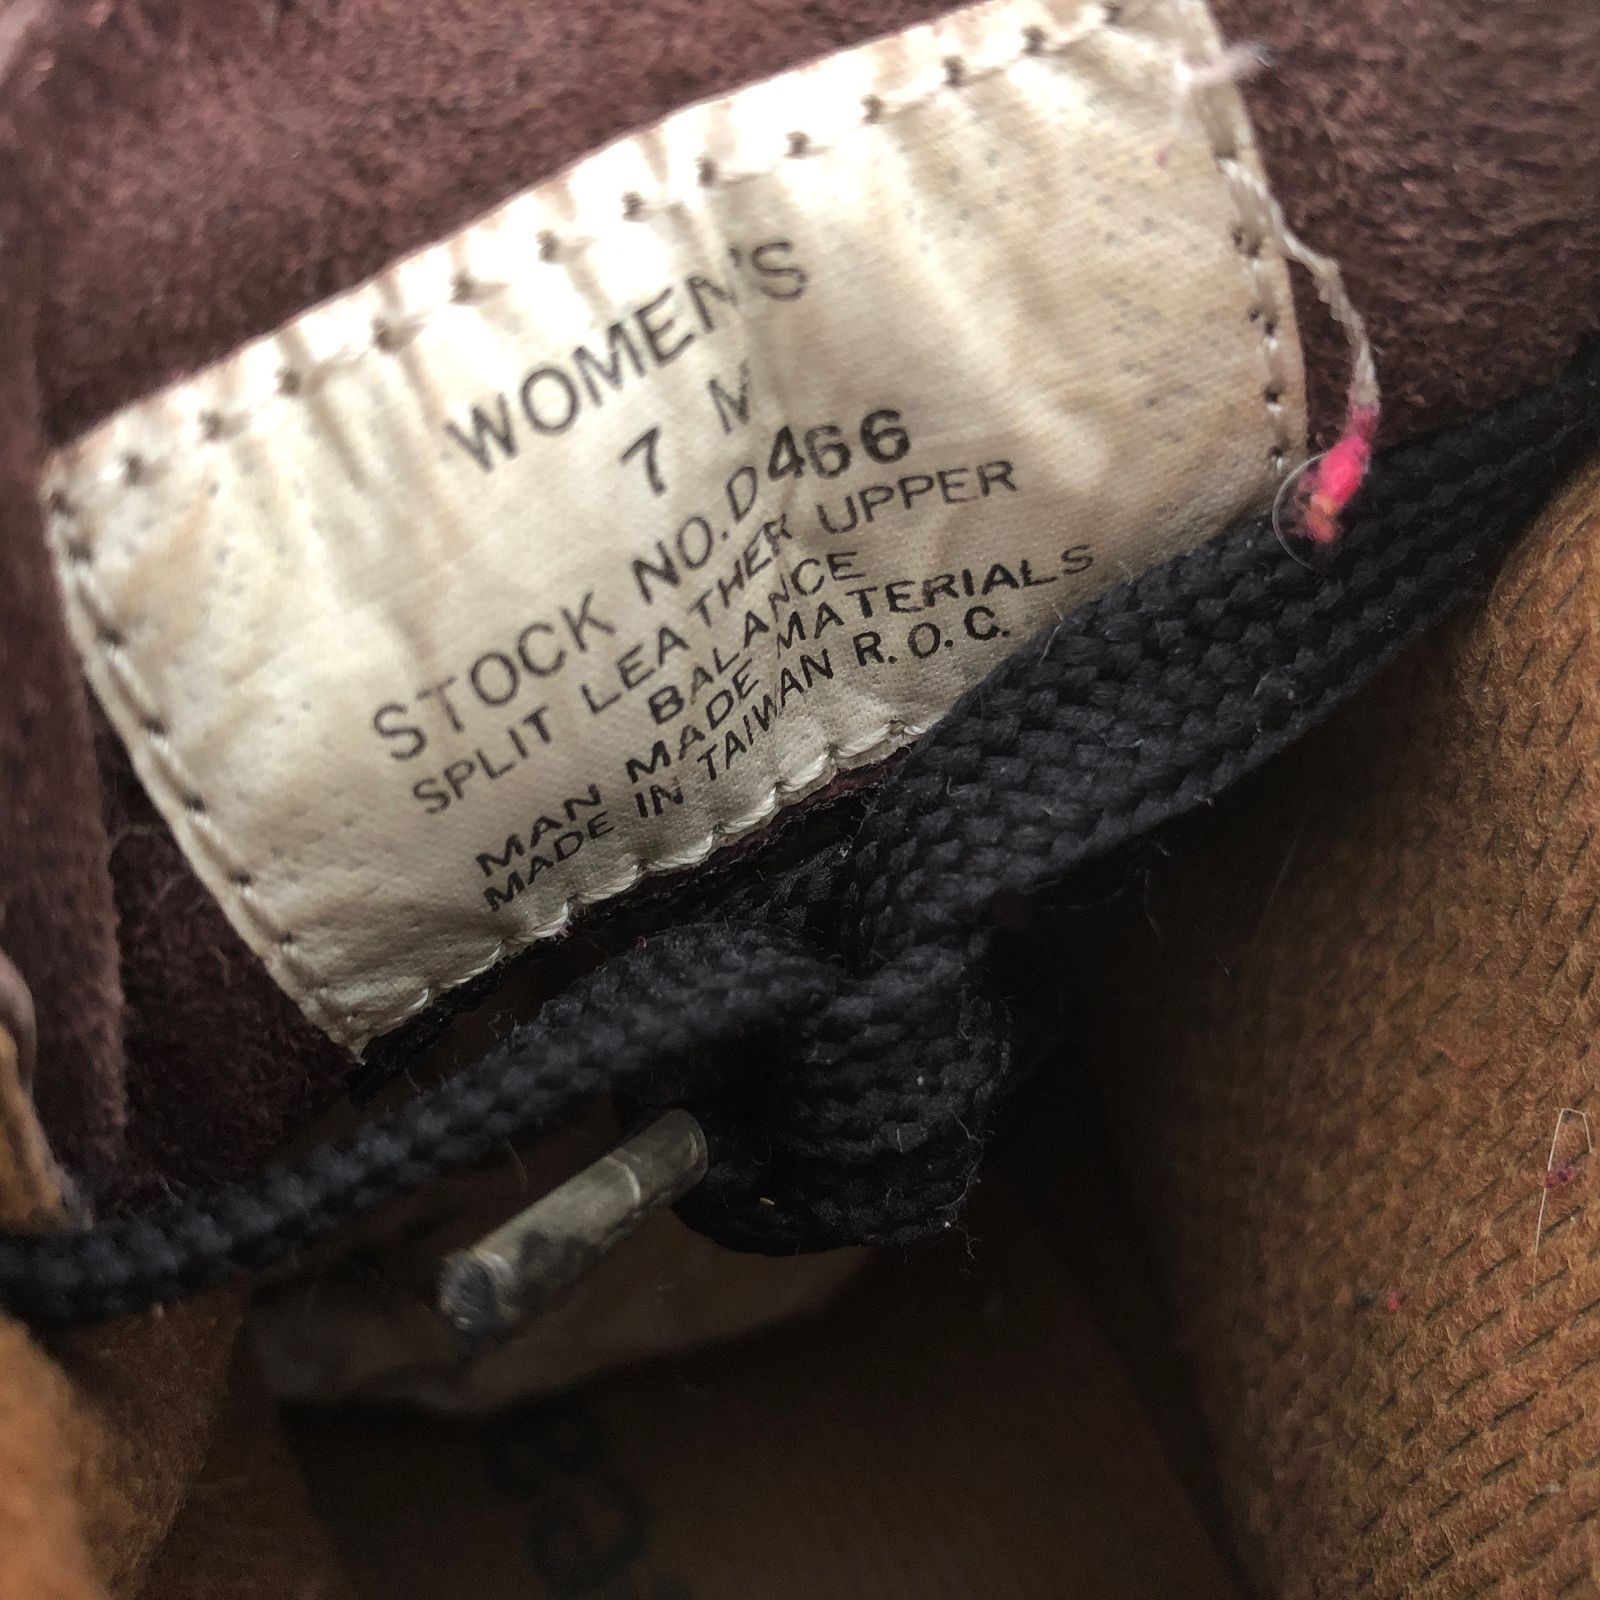 WOMEN'S
7 M
STOCK NO.D466
SPLIT LEATHER UPPER
BALANCE
MAN MADE MATERIALS
MADE IN TAIWAN R.O.C.